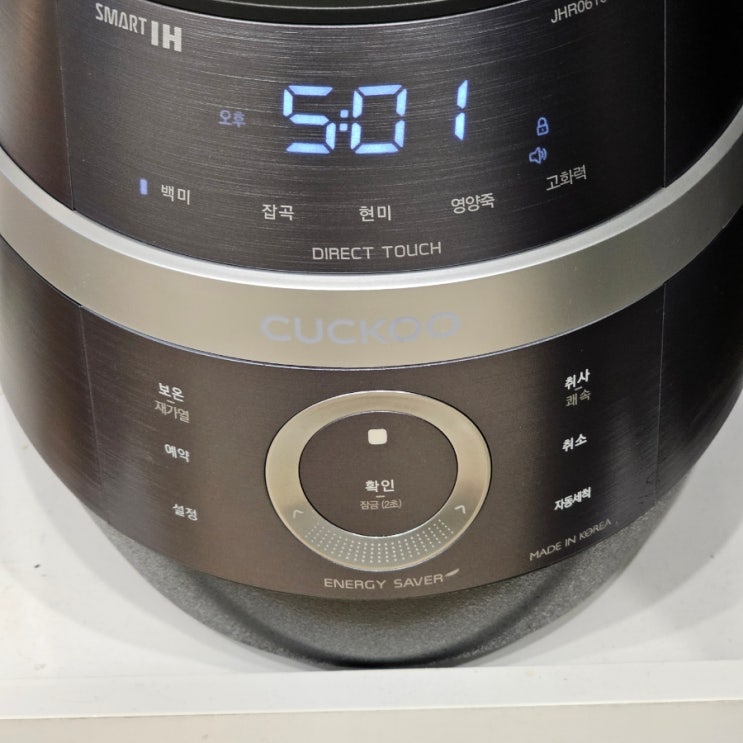 SMART IH
오후 5:01
백미 잡곡 현미 영양죽 고화력
DIRECT TOUCH
CUCKOO
보온
재가열
예약
설정
확인
잠금 (2초)
취사
쾌속
취소
자동세척
ENERGY SAVER
MADE IN KOREA